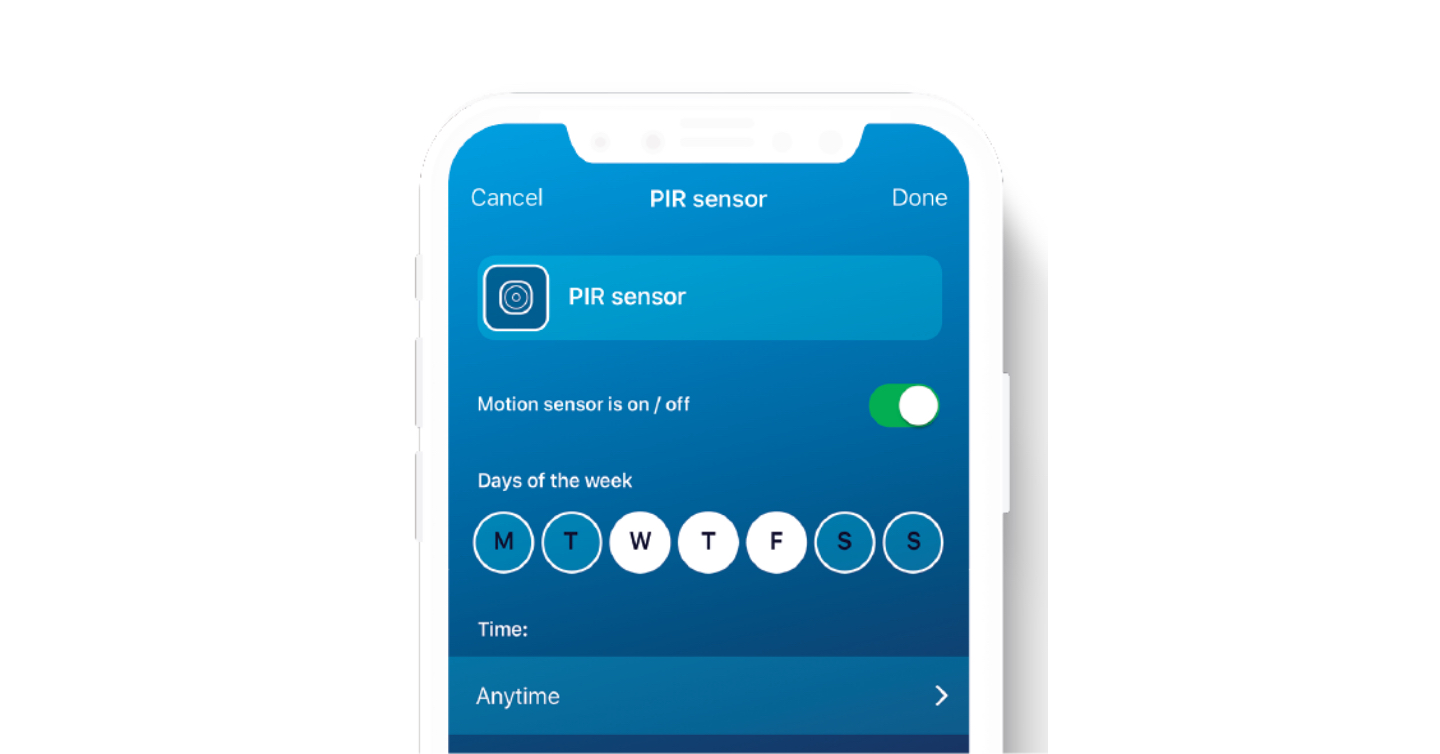 Cancel PIR sensor Done
PIR sensor
Motion sensor is on / off
Days of the week
M T W T F S S
Time:
Anytime